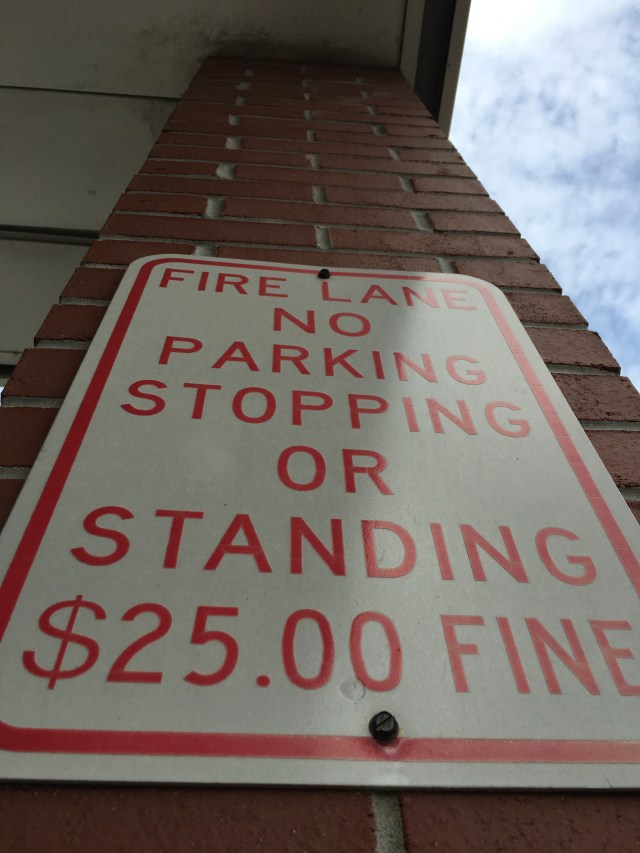 FIRE LANE
NO
PARKING
STOPPING
OR
STANDING
$25.00 FINE